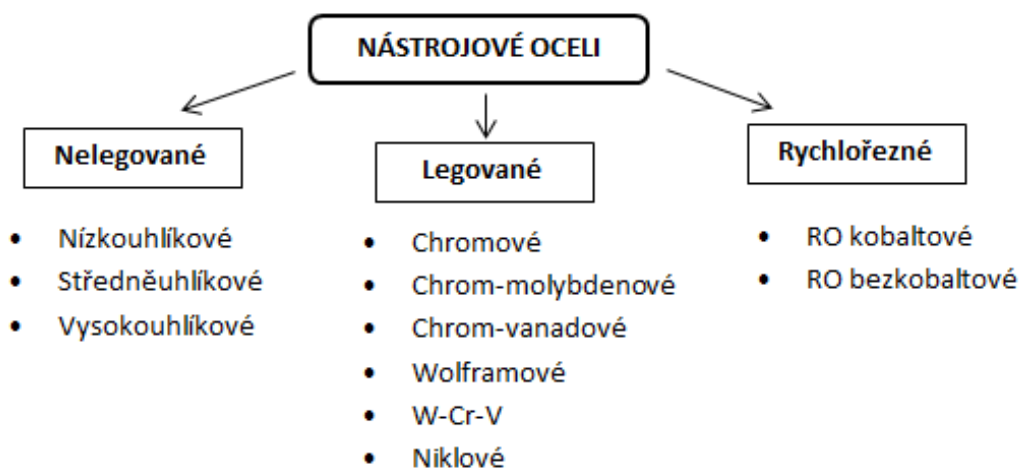 NÁSTROJOVÉ OCELI
Nelegované
Legované
Rychlořezné
• Nízkouhlíkové
• Středněuhlíkové
• Vysokouhlíkové
• Chromové
• Chrom-molybdenové
• Chrom-vanadové
• Wolframové
• W-Cr-V
• Niklové
• RO kobaltové
• RO bezkobaltové